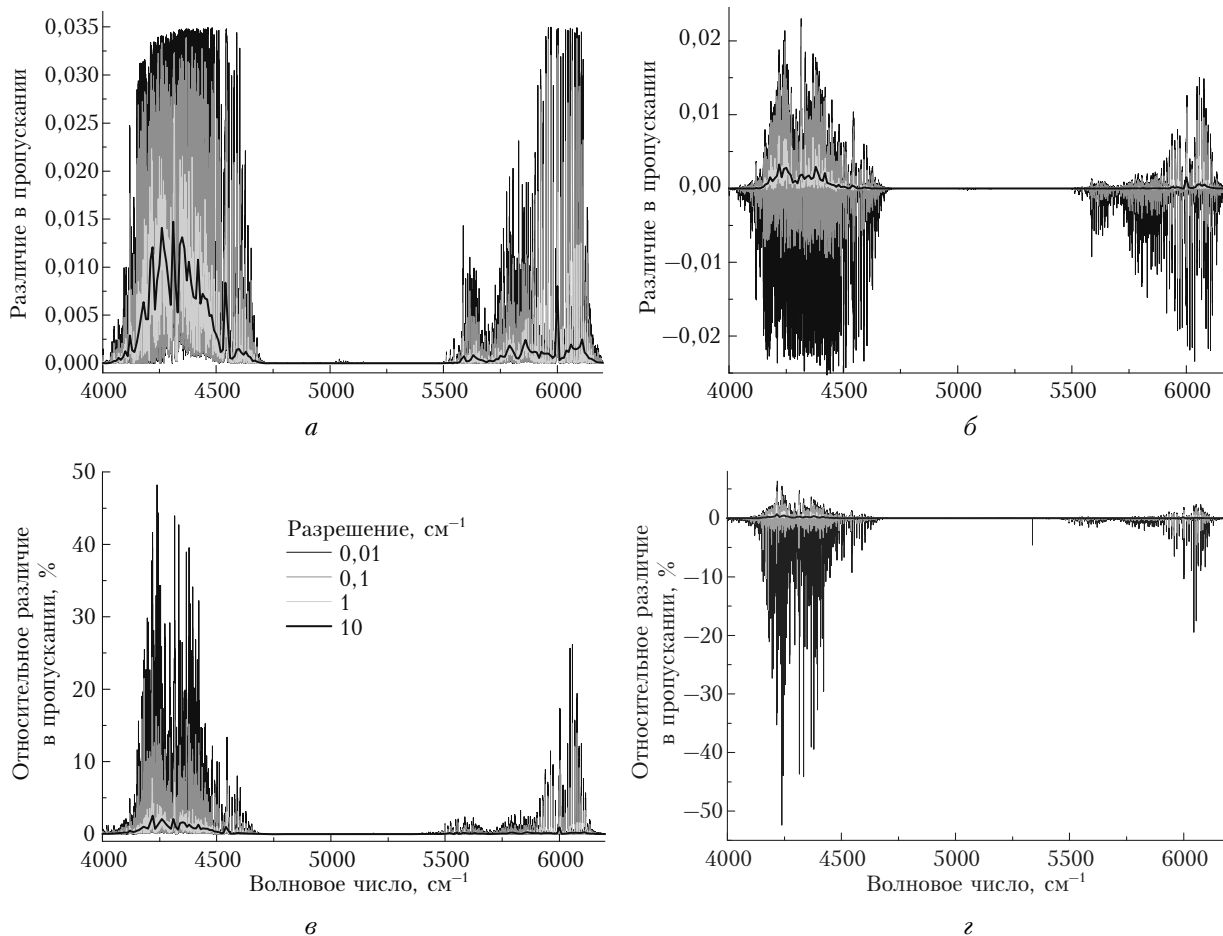 Различие в пропускании
0,035
0,030
0,025
0,020
0,015
0,010
0,005
0,000
4000 4500 5000 5500 6000
а
Различие в пропускании
0,02
0,01
0,00
−0,01
−0,02
4000 4500 5000 5500 6000
б
Относительное различие
в пропускании, %
50
40
30
20
10
0
Разрешение, см⁻¹
0,01
0,1
1
10
4000 4500 5000 5500 6000
Волновое число, см⁻¹
в
Относительное различие
в пропускании, %
0
−10
−20
−30
−40
−50
4000 4500 5000 5500 6000
Волновое число, см⁻¹
г